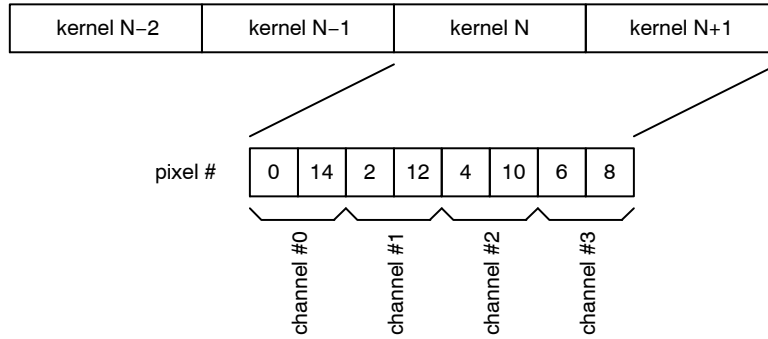 kernel N−2 kernel N−1 kernel N kernel N+1
pixel # 0 14 2 12 4 10 6 8
channel #0
channel #1
channel #2
channel #3